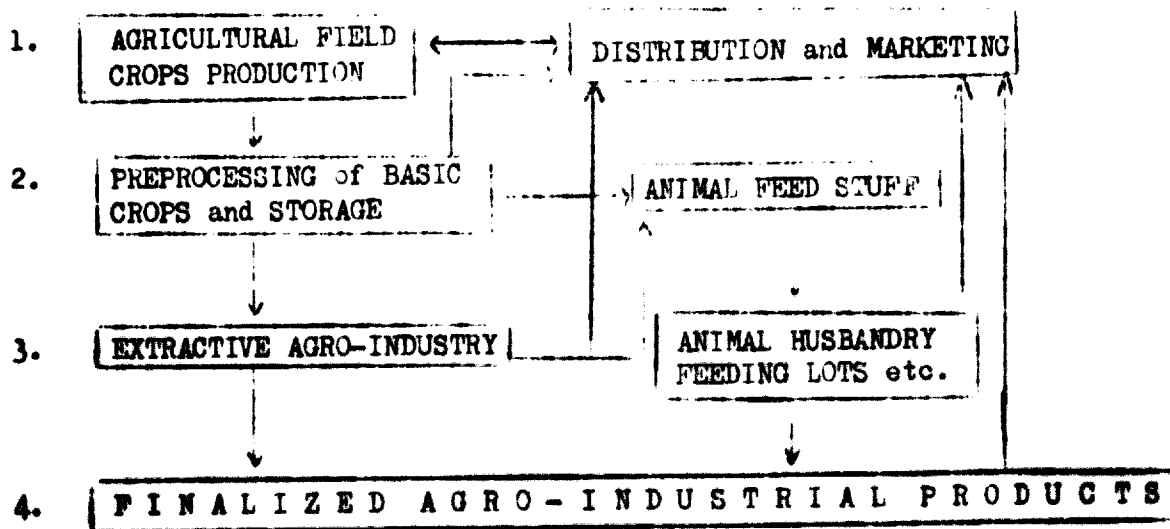 1. AGRICULTURAL FIELD
CROPS PRODUCTION
DISTRIBUTION and MARKETING
2. PREPROCESSING of BASIC
CROPS and STORAGE
ANIMAL FEED STUFF
3. EXTRACTIVE AGRO-INDUSTRY
ANIMAL HUSBANDRY
FEEDING LOTS etc.
4. FINALIZED AGRO-INDUSTRIAL PRODUCTS